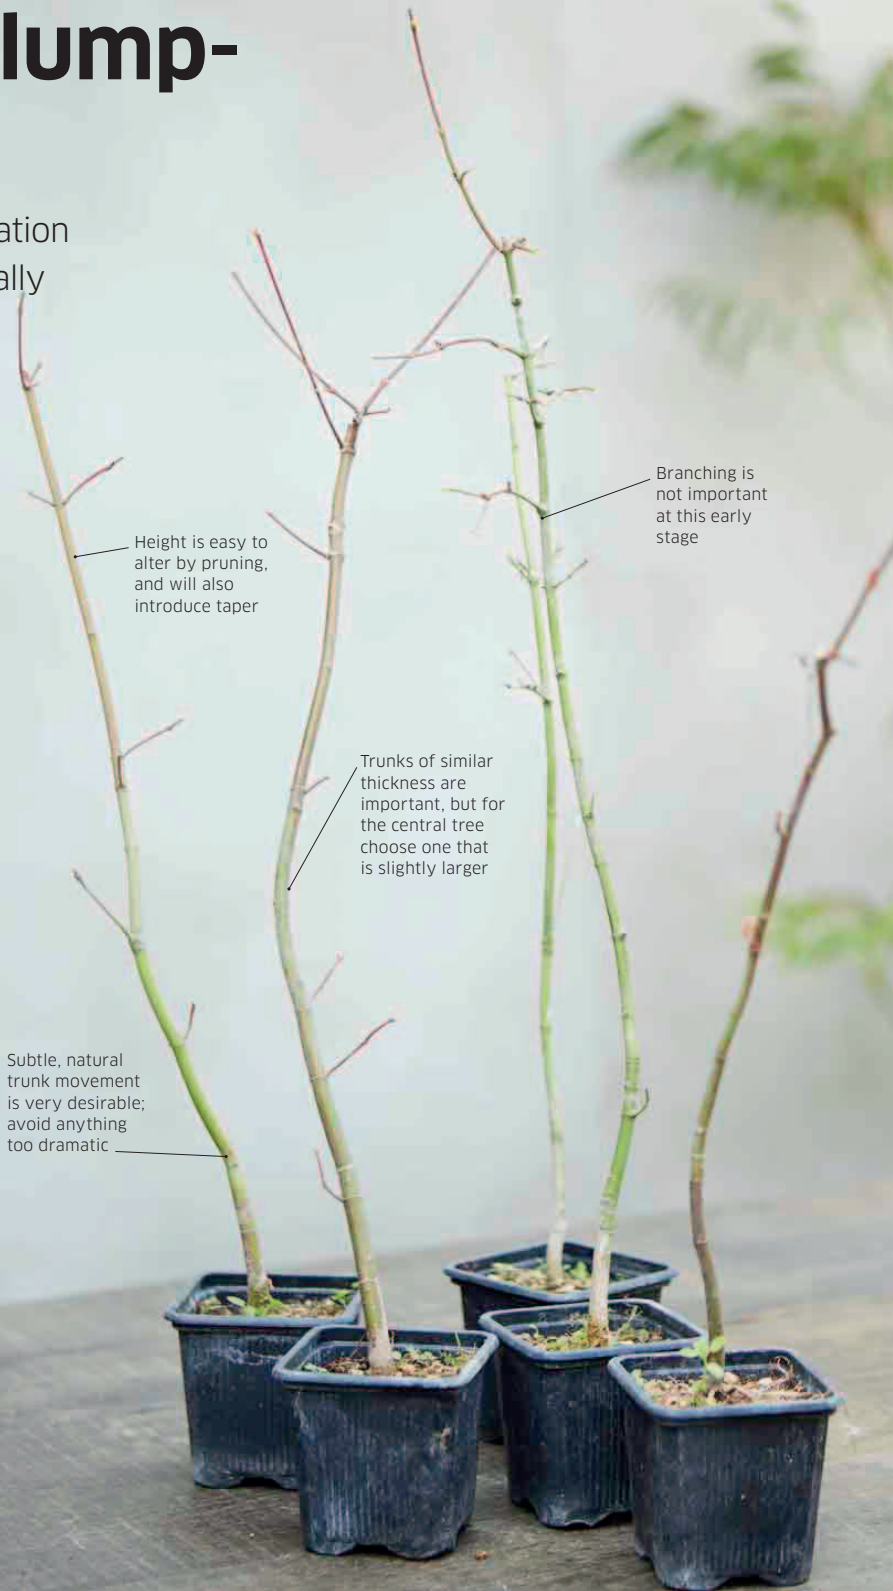 lump-
ation
ally
Height is easy to
alter by pruning,
and will also
introduce taper
Branching is
not important
at this early
stage
Trunks of similar
thickness are
important, but for
the central tree
choose one that
is slightly larger
Subtle, natural
trunk movement
is very desirable;
avoid anything
too dramatic